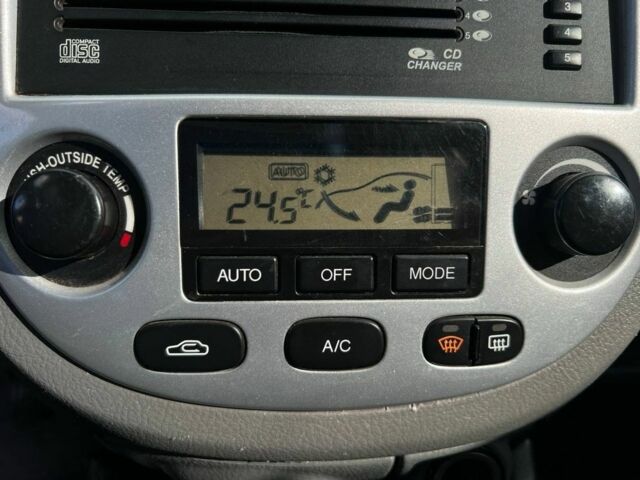 4
5
3
4
5
COMPACT
disc
DIGITAL AUDIO
CD
CHANGER
SH-OUTSIDE TEMP
AUTO
24.5°C
AUTO
OFF
MODE
A/C